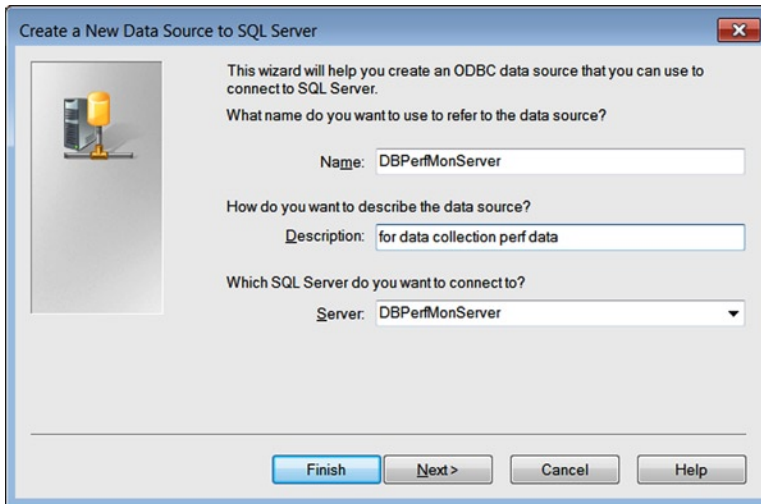 Create a New Data Source to SQL Server
This wizard will help you create an ODBC data source that you can use to
connect to SQL Server.
What name do you want to use to refer to the data source?
Name: DBPerfMonServer
How do you want to describe the data source?
Description: for data collection perf data
Which SQL Server do you want to connect to?
Server: DBPerfMonServer
Finish Next > Cancel Help